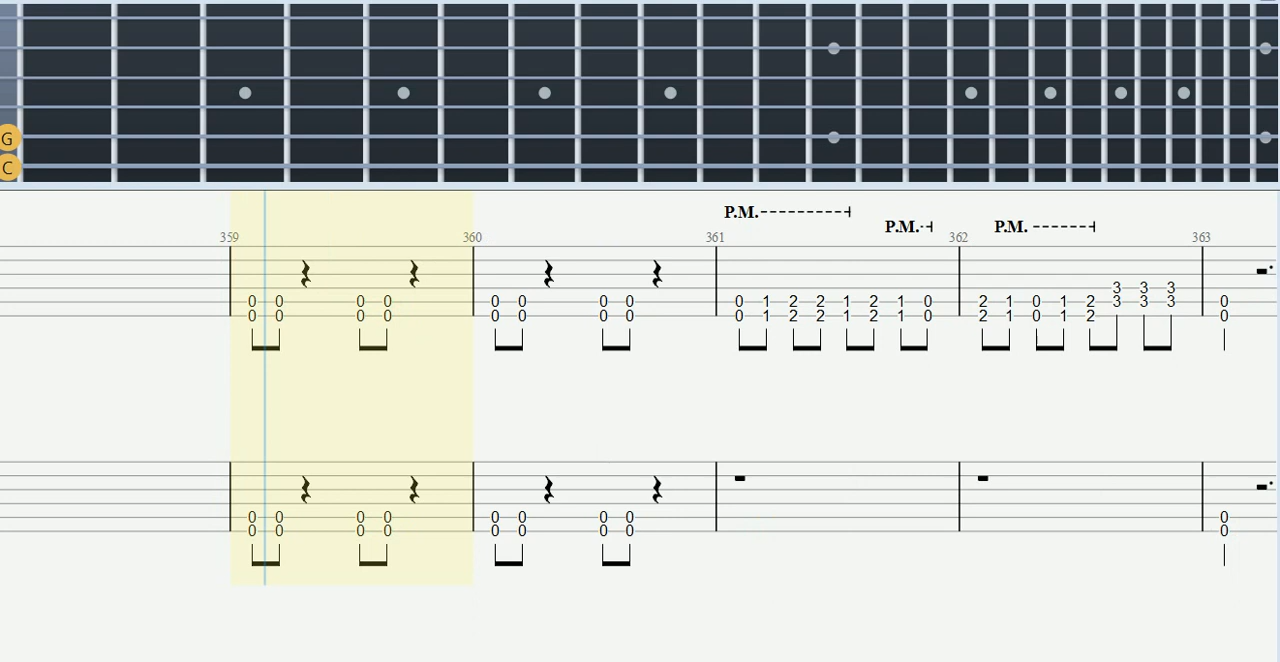 G
C
P.M.
P.M. P.M.
359 360 361 362 363
3 3 3
0 0 0 0 0 0 0 0 0 1 2 2 1 2 1 0 2 1 0 1 2 3 3 3 0
0 0 0 0 0 0 0 0 0 1 2 2 1 2 1 0 2 1 0 1 2 0
0 0 0 0 0 0 0 0 0
0 0 0 0 0 0 0 0 0